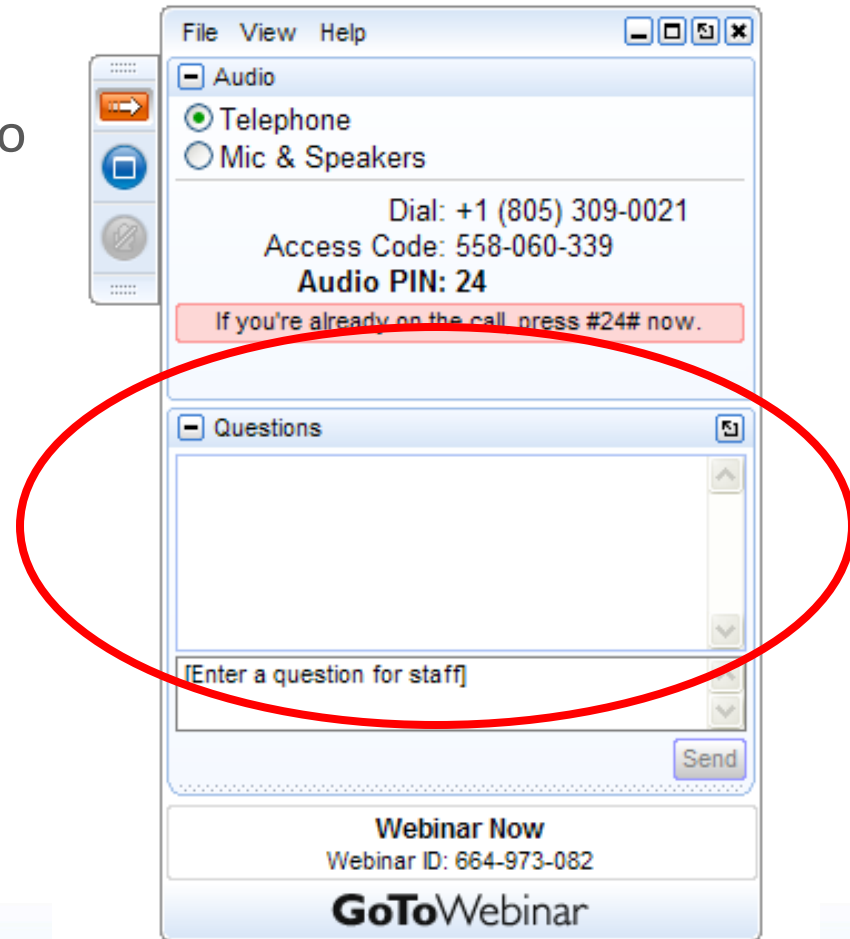 File View Help
Audio
o
Telephone
Mic & Speakers
Dial: +1 (805) 309-0021
Access Code: 558-060-339
Audio PIN: 24
If you're already on the call, press #24# now.
Questions
[Enter a question for staff]
Send
Webinar Now
Webinar ID: 664-973-082
GoToWebinar